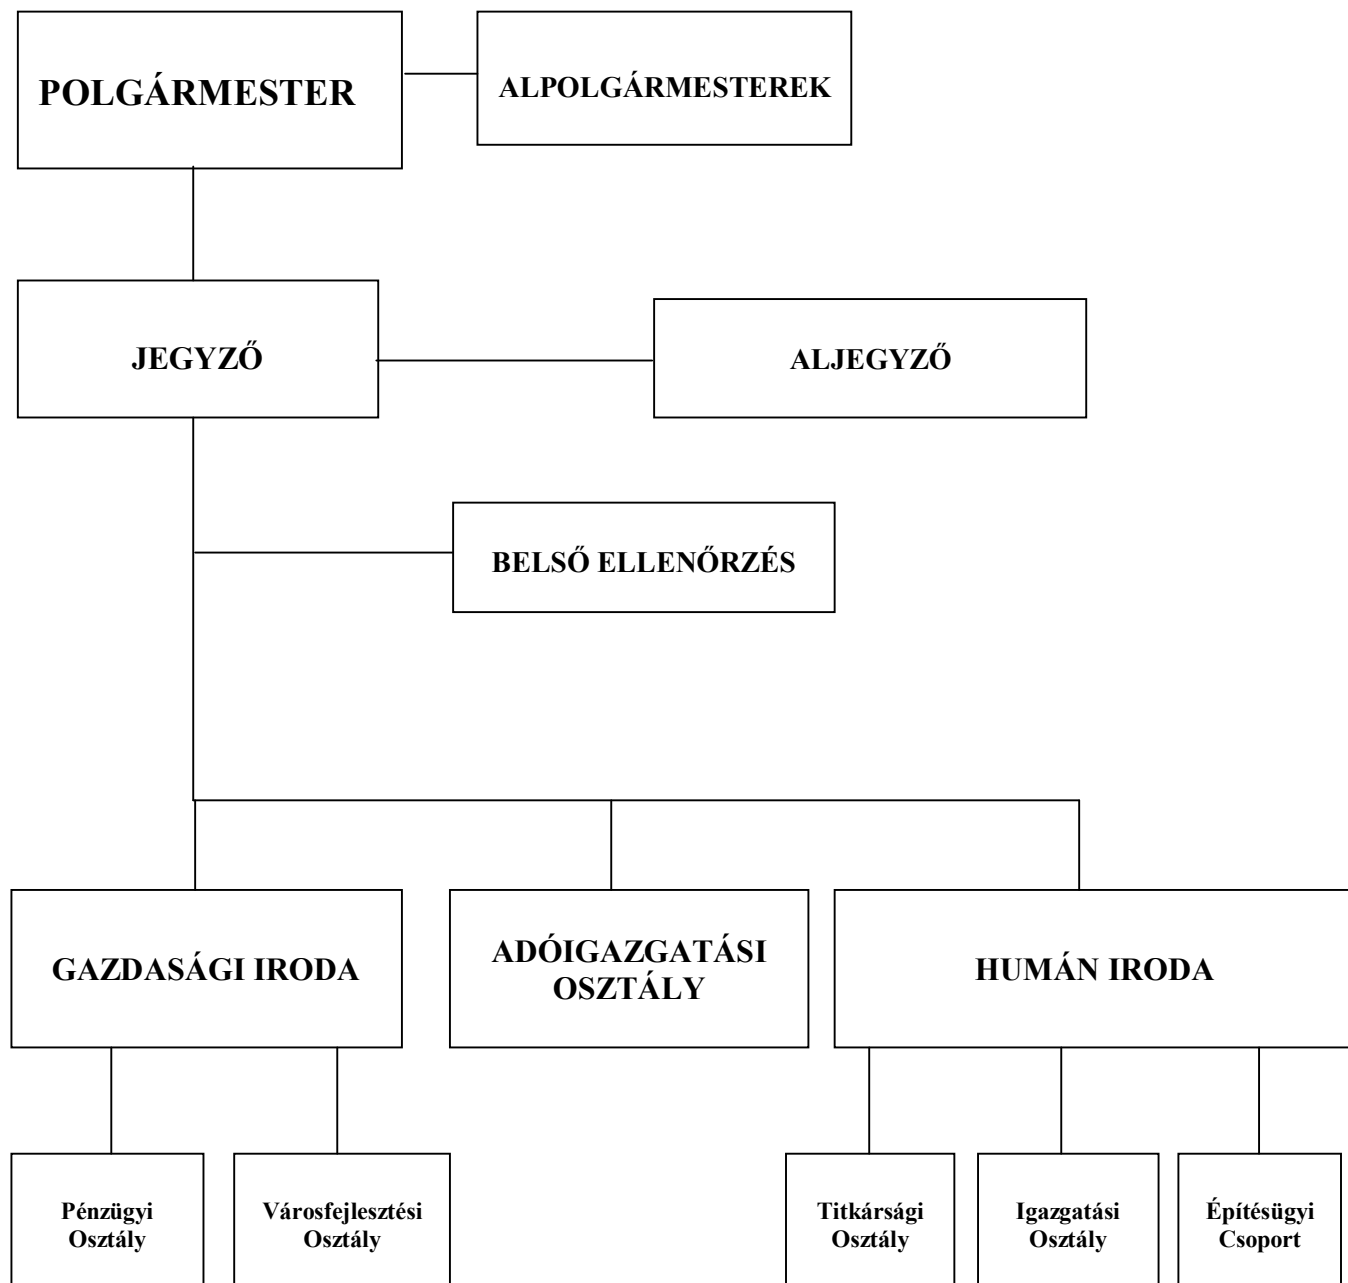 POLGÁRMESTER
ALPOLGÁRMESTEREK
JEGYZŐ
ALJEGYZŐ
BELSŐ ELLENŐRZÉS
GAZDASÁGI IRODA
ADÓIGAZGATÁSI
OSZTÁLY
HUMÁN IRODA
Pénzügyi
Osztály
Városfejlesztési
Osztály
Titkársági
Osztály
Igazgatási
Osztály
Építésügyi
Csoport